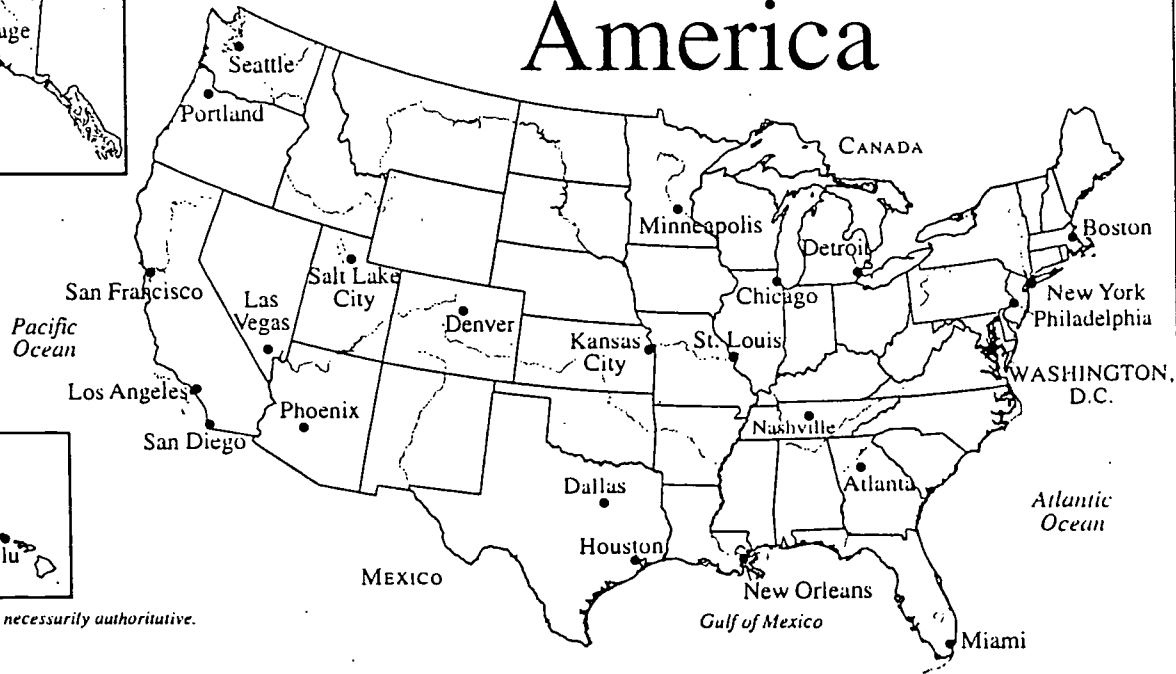 America
Seattle
Portland
CANADA
Minneapolis
Boston
Detroit
San Francisco
Salt Lake
City
Las
Vegas
Chicago
New York
Philadelphia
Pacific
Ocean
Denver
Kansas
City
St. Louis
WASHINGTON,
D.C.
Los Angeles
Phoenix
Nashville
San Diego
Dallas
Atlanta
Atlantic
Ocean
lu
Houston
MEXICO
New Orleans
necessarily authoritative.
Gulf of Mexico
Miami